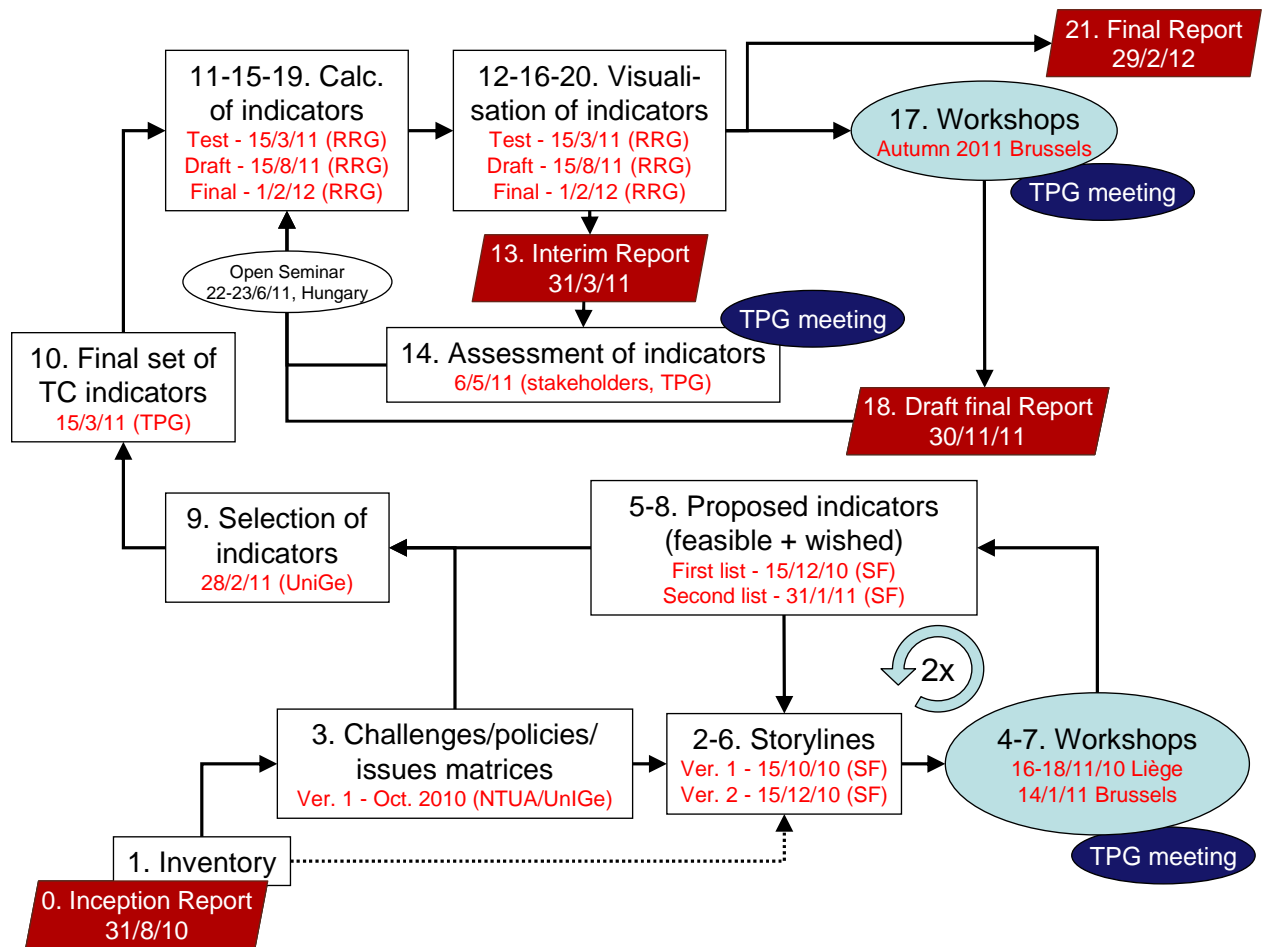 21. Final Report
29/2/12
11-15-19. Calc.
of indicators
Test - 15/3/11 (RRG)
Draft - 15/8/11 (RRG)
Final - 1/2/12 (RRG)
12-16-20. Visuali-
sation of indicators
Test - 15/3/11 (RRG)
Draft - 15/8/11 (RRG)
Final - 1/2/12 (RRG)
17. Workshops
Autumn 2011 Brussels
TPG meeting
13. Interim Report
31/3/11
Open Seminar
22-23/6/11, Hungary
TPG meeting
14. Assessment of indicators
6/5/11 (stakeholders, TPG)
10. Final set of
TC indicators
15/3/11 (TPG)
18. Draft final Report
30/11/11
9. Selection of
indicators
28/2/11 (UniGe)
5-8. Proposed indicators
(feasible + wished)
First list - 15/12/10 (SF)
Second list - 31/1/11 (SF)
2x
3. Challenges/policies/
issues matrices
Ver. 1 - Oct. 2010 (NTUA/UnIGe)
2-6. Storylines
Ver. 1 - 15/10/10 (SF)
Ver. 2 - 15/12/10 (SF)
4-7. Workshops
16-18/11/10 Liège
14/1/11 Brussels
TPG meeting
1. Inventory
0. Inception Report
31/8/10